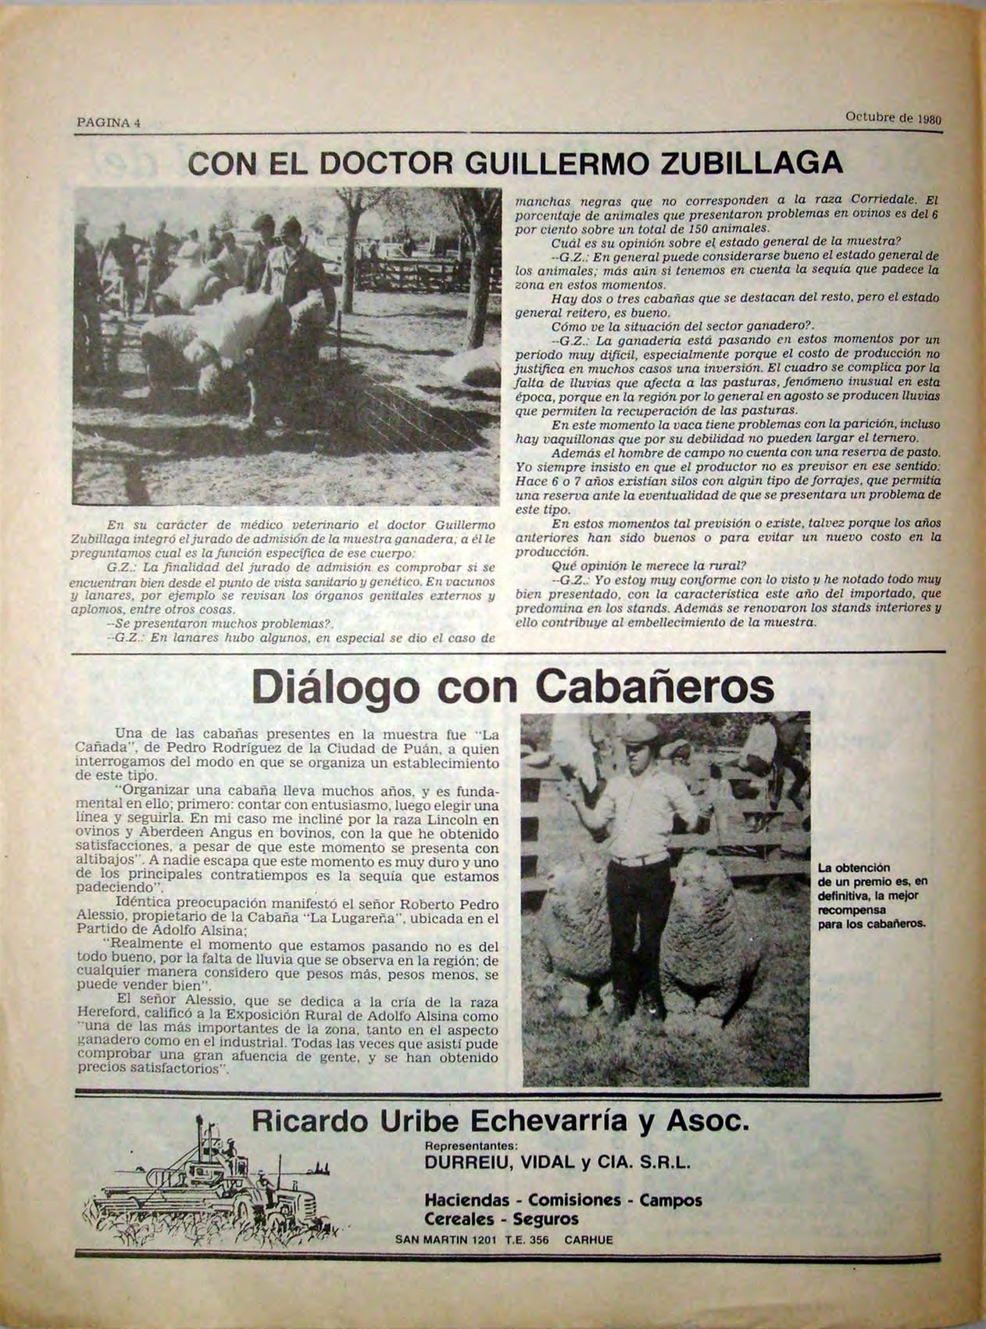 PAGINA 4
Octubre de 1980
CON EL DOCTOR GUILLERMO ZUBILLAGA
En su carácter de médico veterinario el doctor Guillermo
Zubillaga integró el jurado de admisión de la muestra ganadera, a él le
preguntamos cual es la función específica de ese cuerpo:
G.Z.: La finalidad del jurado de admisión es comprobar si se
encuentran bien desde el punto de vista sanitario y genético. En vacunos
y lanares, por ejemplo se revisan los órganos genitales externos y
aplomos, entre otros cosas.
--Se presentaron muchos problemas?.
--G.Z.: En lanares hubo algunos, en especial se dio el caso de
manchas negras que no corresponden a la raza Corriedale. El
porcentaje de animales que presentaron problemas en ovinos es del 6
por ciento sobre un total de 150 animales.
Cuál es su opinión sobre el estado general de la muestra?
--G.Z.: En general puede considerarse bueno el estado general de
los animales; más aún si tenemos en cuenta la sequía que padece la
zona en estos momentos.
Hay dos o tres cabañas que se destacan del resto, pero el estado
general reitero, es bueno.
Cómo ve la situación del sector ganadero?.
--G.Z.: La ganadería está pasando en estos momentos por un
período muy difícil, especialmente porque el costo de producción no
justifica en muchos casos una inversión. El cuadro se complica por la
falta de lluvias que afecta a las pasturas, fenómeno inusual en esta
época, porque en la región por lo general en agosto se producen lluvias
que permiten la recuperación de las pasturas.
En este momento la vaca tiene problemas con la parición, incluso
hay vaquillonas que por su debilidad no pueden largar el ternero.
Además el hombre de campo no cuenta con una reserva de pasto.
Yo siempre insisto en que el productor no es previsor en ese sentido:
Hace 6 o 7 años existían silos con algún tipo de forrajes, que permitía
una reserva ante la eventualidad de que se presentara un problema de
este tipo.
En estos momentos tal previsión o existe, talvez porque los años
anteriores han sido buenos o para evitar un nuevo costo en la
producción.
Qué opinión le merece la rural?
--G.Z.: Yo estoy muy conforme con lo visto y he notado todo muy
bien presentado, con la característica este año del importado, que
predomina en los stands. Además se renovaron los stands interiores y
ello contribuye al embellecimiento de la muestra.
Diálogo con Cabañeros
Una de las cabañas presentes en la muestra fue "La
Cañada", de Pedro Rodríguez de la Ciudad de Puán, a quien
interrogamos del modo en que se organiza un establecimiento
de este tipo.
"Organizar una cabaña lleva muchos años, y es funda-
mental en ello; primero: contar con entusiasmo, luego elegir una
línea y seguirla. En mi caso me incliné por la raza Lincoln en
ovinos y Aberdeen Angus en bovinos, con la que he obtenido
satisfacciones, a pesar de que este momento se presenta con
altibajos". A nadie escapa que este momento es muy duro y uno
de los principales contratiempos es la sequía que estamos
padeciendo".
Idéntica preocupación manifestó el señor Roberto Pedro
Alessio, propietario de la Cabaña "La Lugareña", ubicada en el
Partido de Adolfo Alsina;
"Realmente el momento que estamos pasando no es del
todo bueno, por la falta de lluvia que se observa en la región; de
cualquier manera considero que pesos más, pesos menos, se
puede vender bien".
El señor Alessio, que se dedica a la cría de la raza
Hereford, calificó a la Exposición Rural de Adolfo Alsina como
"una de las más importantes de la zona, tanto en el aspecto
ganadero como en el industrial. Todas las veces que asistí pude
comprobar una gran afuencia de gente, y se han obtenido
precios satisfactorios".
La obtención
de un premio es, en
definitiva, la mejor
recompensa
para los cabañeros.
Ricardo Uribe Echevarría y Asoc.
Representantes:
DURREIU, VIDAL y CIA. S.R.L.
Haciendas - Comisiones - Campos
Cereales - Seguros
SAN MARTIN 1201 T.E. 356 CARHUE